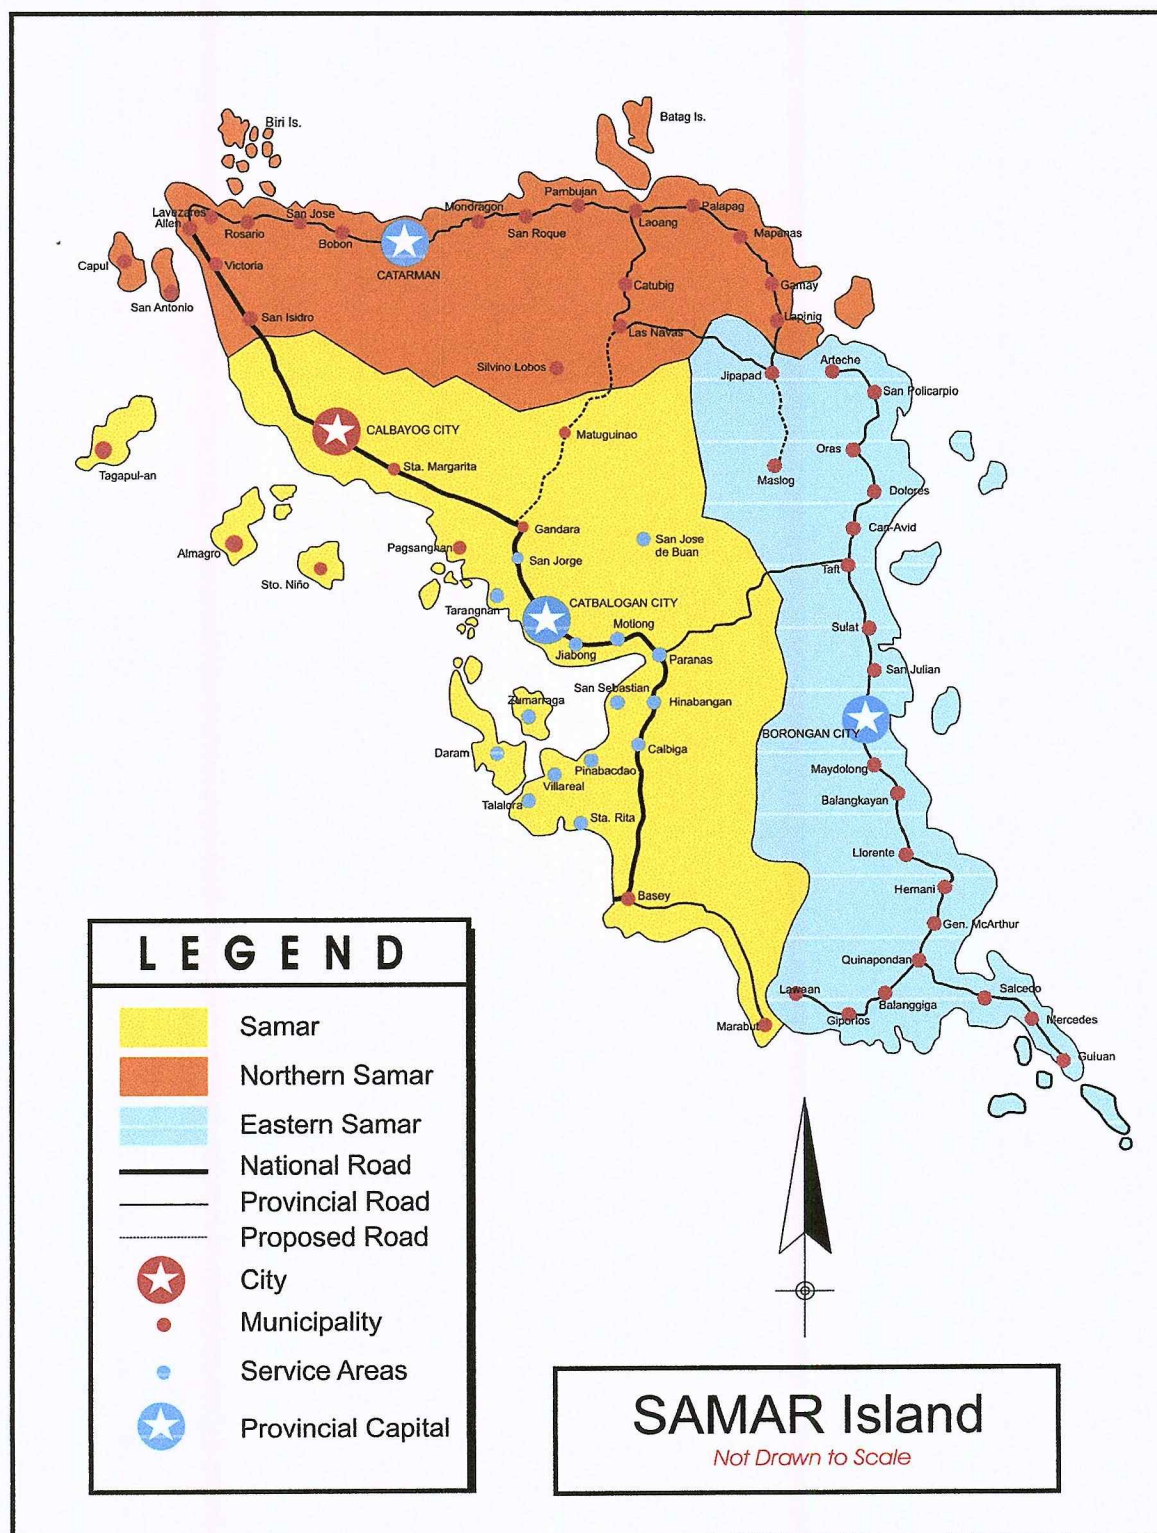 Biri Is.
Batag Is.
Pambujan
Lavezares
Allen
San Jose
Mondragon
Palapag
Rosario
Bobon
San Roque
Laoang
Mapanas
Capul
Victoria
CATARMAN
San Antonio
Catubig
Gamay
San Isidro
Las Navas
Lapinig
Silvino Lobos
Jipapad
Arteche
San Policarpio
CALBAYOG CITY
Matuguinao
Oras
Tagapul-an
Sta. Margarita
Maslog
Dolores
Gandara
Can-Avid
Almagro
Pagsanghan
San Jose
de Buan
San Jorge
Taft
Sto. Niño
Tarangnan
CATBALOGAN CITY
Motiong
Sulat
Jiabong
Paranas
San Julian
San Sebastian
Zumarraga
Hinabangan
BORONGAN CITY
Daram
Calbiga
Pinabacdao
Maydolong
Villareal
Talalora
Balangkayan
Sta. Rita
Llorente
Hernani
Basey
Gen. McArthur
Quinapondan
Lawaan
Balanggiga
Salcedo
Marabut
Giporlos
Mercedes
Guiuan
LEGEND
Samar
Northern Samar
Eastern Samar
National Road
Provincial Road
Proposed Road
City
Municipality
Service Areas
Provincial Capital
SAMAR Island
Not Drawn to Scale